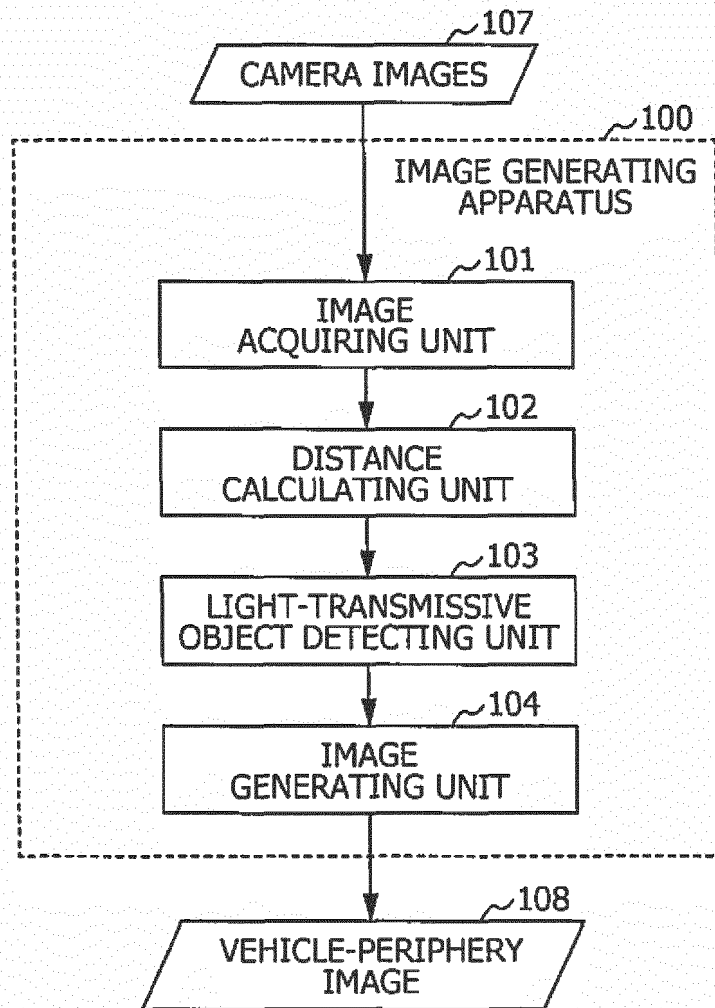 107
CAMERA IMAGES
100
IMAGE GENERATING
APPARATUS
101
IMAGE
ACQUIRING UNIT
102
DISTANCE
CALCULATING UNIT
103
LIGHT-TRANSMISSIVE
OBJECT DETECTING UNIT
104
IMAGE
GENERATING UNIT
108
VEHICLE-PERIPHERY
IMAGE